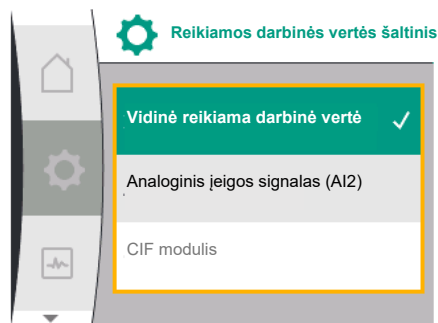 Reikiamos darbinės vertės šaltinis
Vidinė reikiama darbinė vertė
Analoginis įeigos signalas (AI2)
CIF modulis